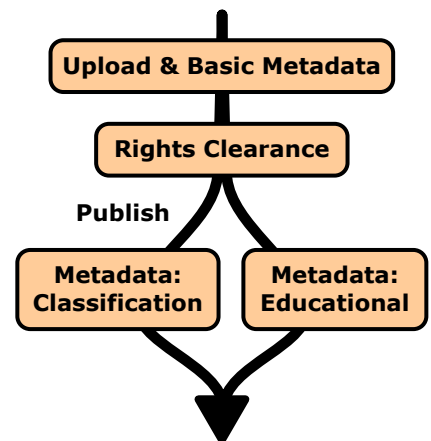 Upload & Basic Metadata
Rights Clearance
Publish
Metadata:
Classification
Metadata:
Educational